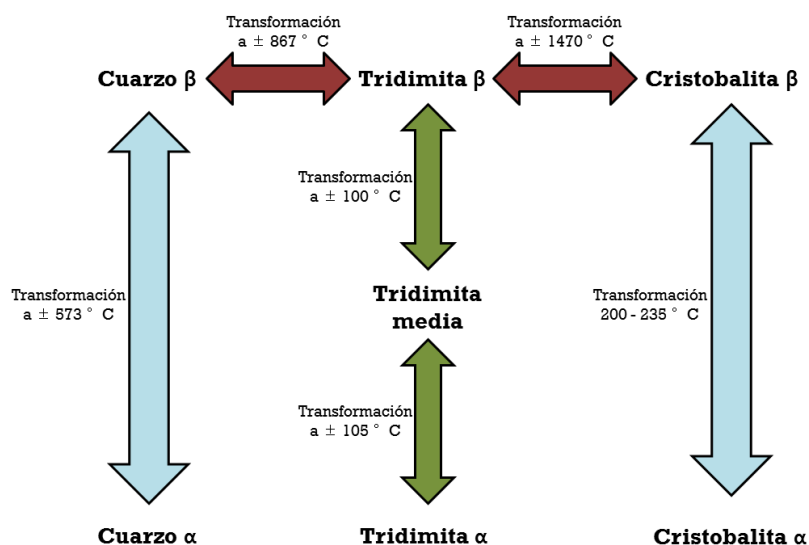 Transformación
a ± 867 ° C
Transformación
a ± 1470° C
Cuarzo β
Tridimita β
Cristobalita β
Transformación
a ± 100 ° C
Transformación
a ± 573 ° C
Tridimita
media
Transformación
200 - 235 ° C
Transformación
a ± 105 ° C
Cuarzo α
Tridimita α
Cristobalita α